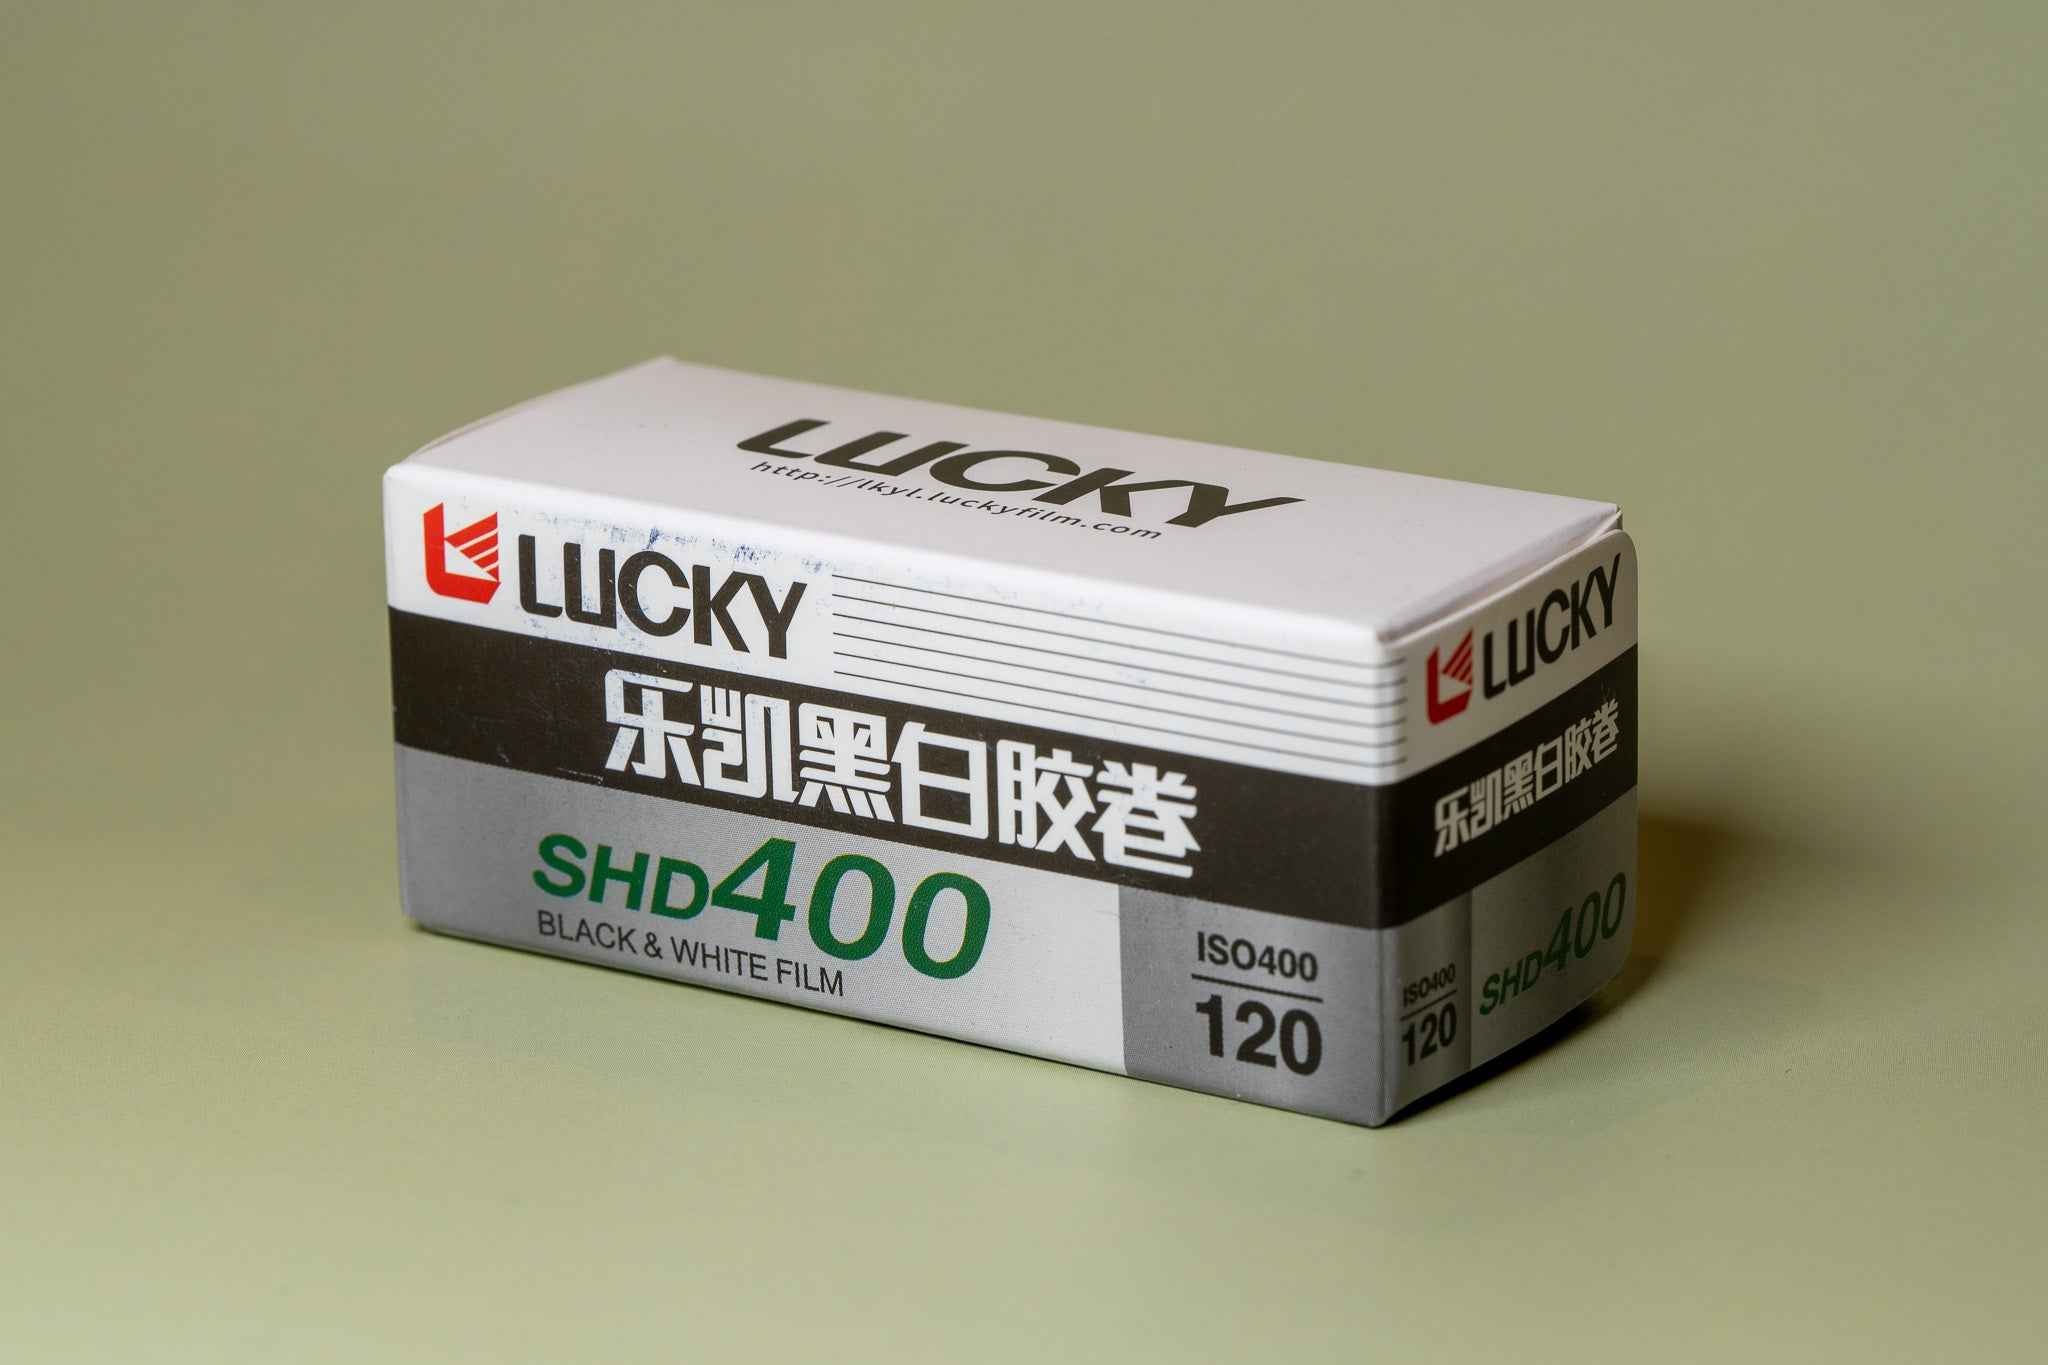 LUCKY
http://lkyl.luckyfilm.com
LUCKY
乐凯黑白胶卷
SHD400
BLACK & WHITE FILM
ISO400
120
LUCKY
乐凯黑白胶卷
ISO400
120
SHD400